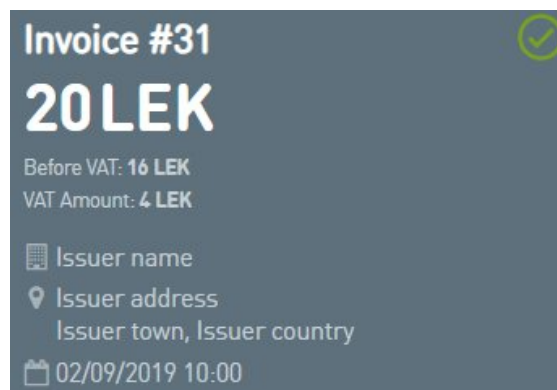 Invoice #31
20 LEK
Before VAT: 16 LEK
VAT Amount: 4 LEK
Issuer name
Issuer address
Issuer town, Issuer country
02/09/2019 10:00